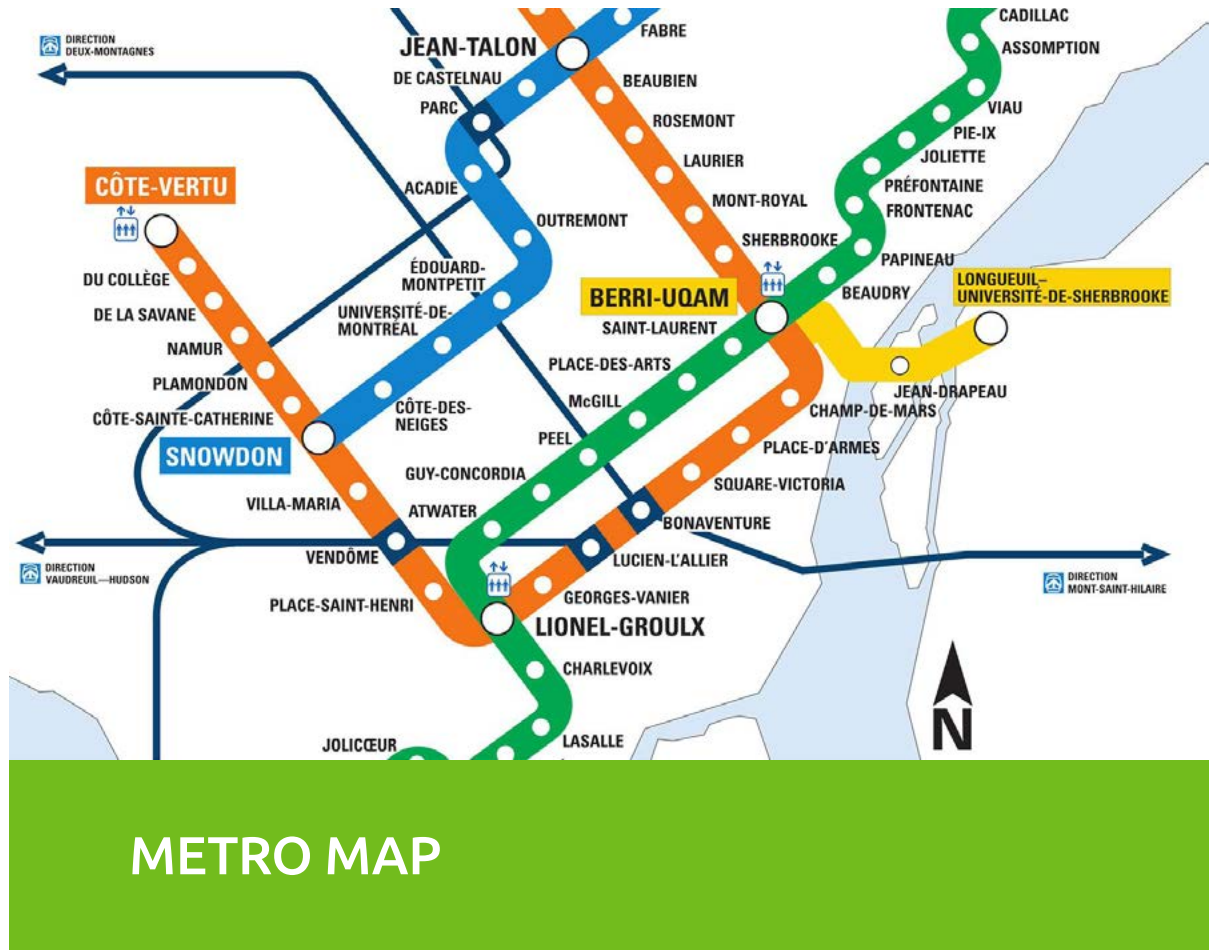 CADILLAC
DIRECTION
DEUX-MONTAGNES
FABRE
JEAN-TALON
ASSOMPTION
DE CASTELNAU
BEAUBIEN
PARC
VIAU
ROSEMONT
PIE-IX
LAURIER
JOLIETTE
CÔTE-VERTU
ACADIE
PRÉFONTAINE
MONT-ROYAL
FRONTENAC
OUTREMONT
SHERBROOKE
PAPINEAU
DU COLLÈGE
ÉDOUARD-
MONTPETIT
LONGUEUIL–
UNIVERSITÉ-DE-SHERBROOKE
BEAUDRY
BERRI-UQAM
DE LA SAVANE
UNIVERSITÉ-DE-
MONTRÉAL
SAINT-LAURENT
NAMUR
PLACE-DES-ARTS
PLAMONDON
JEAN-DRAPEAU
McGILL
CÔTE-DES-
NEIGES
CHAMP-DE-MARS
CÔTE-SAINTE-CATHERINE
PEEL
PLACE-D'ARMES
SNOWDON
GUY-CONCORDIA
SQUARE-VICTORIA
VILLA-MARIA
ATWATER
BONAVENTURE
VENDÔME
LUCIEN-L'ALLIER
DIRECTION
VAUDREUIL—HUDSON
DIRECTION
MONT-SAINT-HILAIRE
PLACE-SAINT-HENRI
GEORGES-VANIER
LIONEL-GROULX
CHARLEVOIX
N
JOLICŒUR
LASALLE
METRO MAP